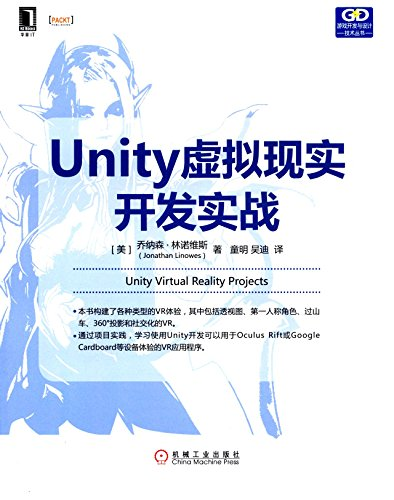 华章IT
HZ Books
[PACKT]
PUBLISHING
GD
游戏开发与设计
技术丛书
Unity虚拟现实
开发实战
[美] 乔纳森·林诺维斯 著 童明 吴迪 译
(Jonathan Linowes)
Unity Virtual Reality Projects
• 本书构建了各种类型的VR体验，其中包括透视图、第一人称角色、过山
车、360°投影和社交化的VR。
• 通过项目实践，学习使用Unity开发可以用于Oculus Rift或Google
Cardboard等设备体验的VR应用程序。
机械工业出版社
China Machine Press